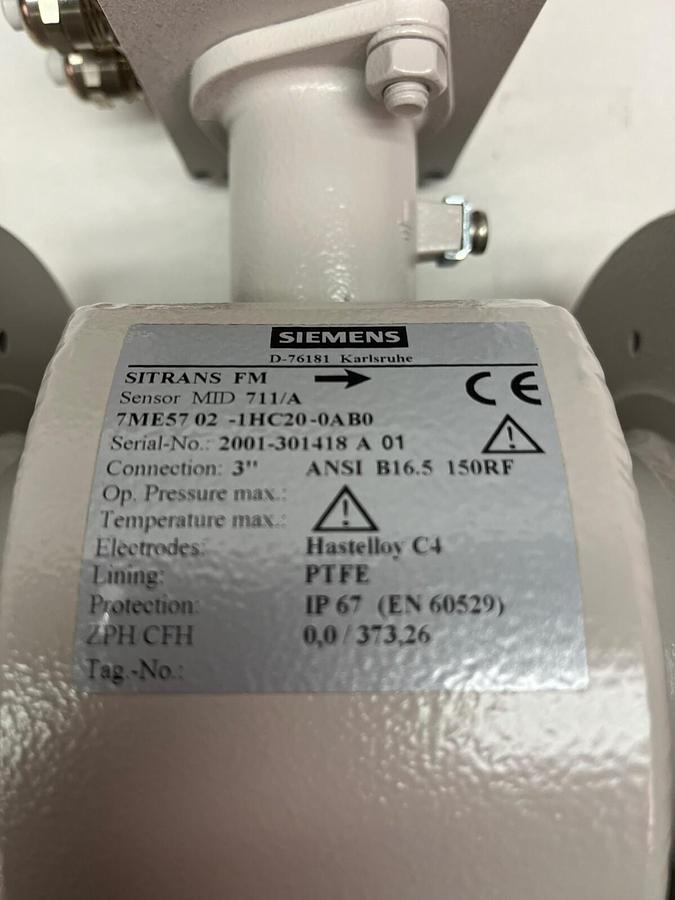 SIEMENS
D-76181 Karlsruhe
SITRANS FM
CE
Sensor MID 711/A
7ME57 02 -1HC20-0AB0
Serial-No.: 2001-301418 A 01
Connection: 3" ANSI B16.5 150RF
Op. Pressure max.:
Temperature max.:
Electrodes: Hastelloy C4
Lining: PTFE
Protection: IP 67 (EN 60529)
ZPH CFH 0,0 / 373,26
Tag.-No.: